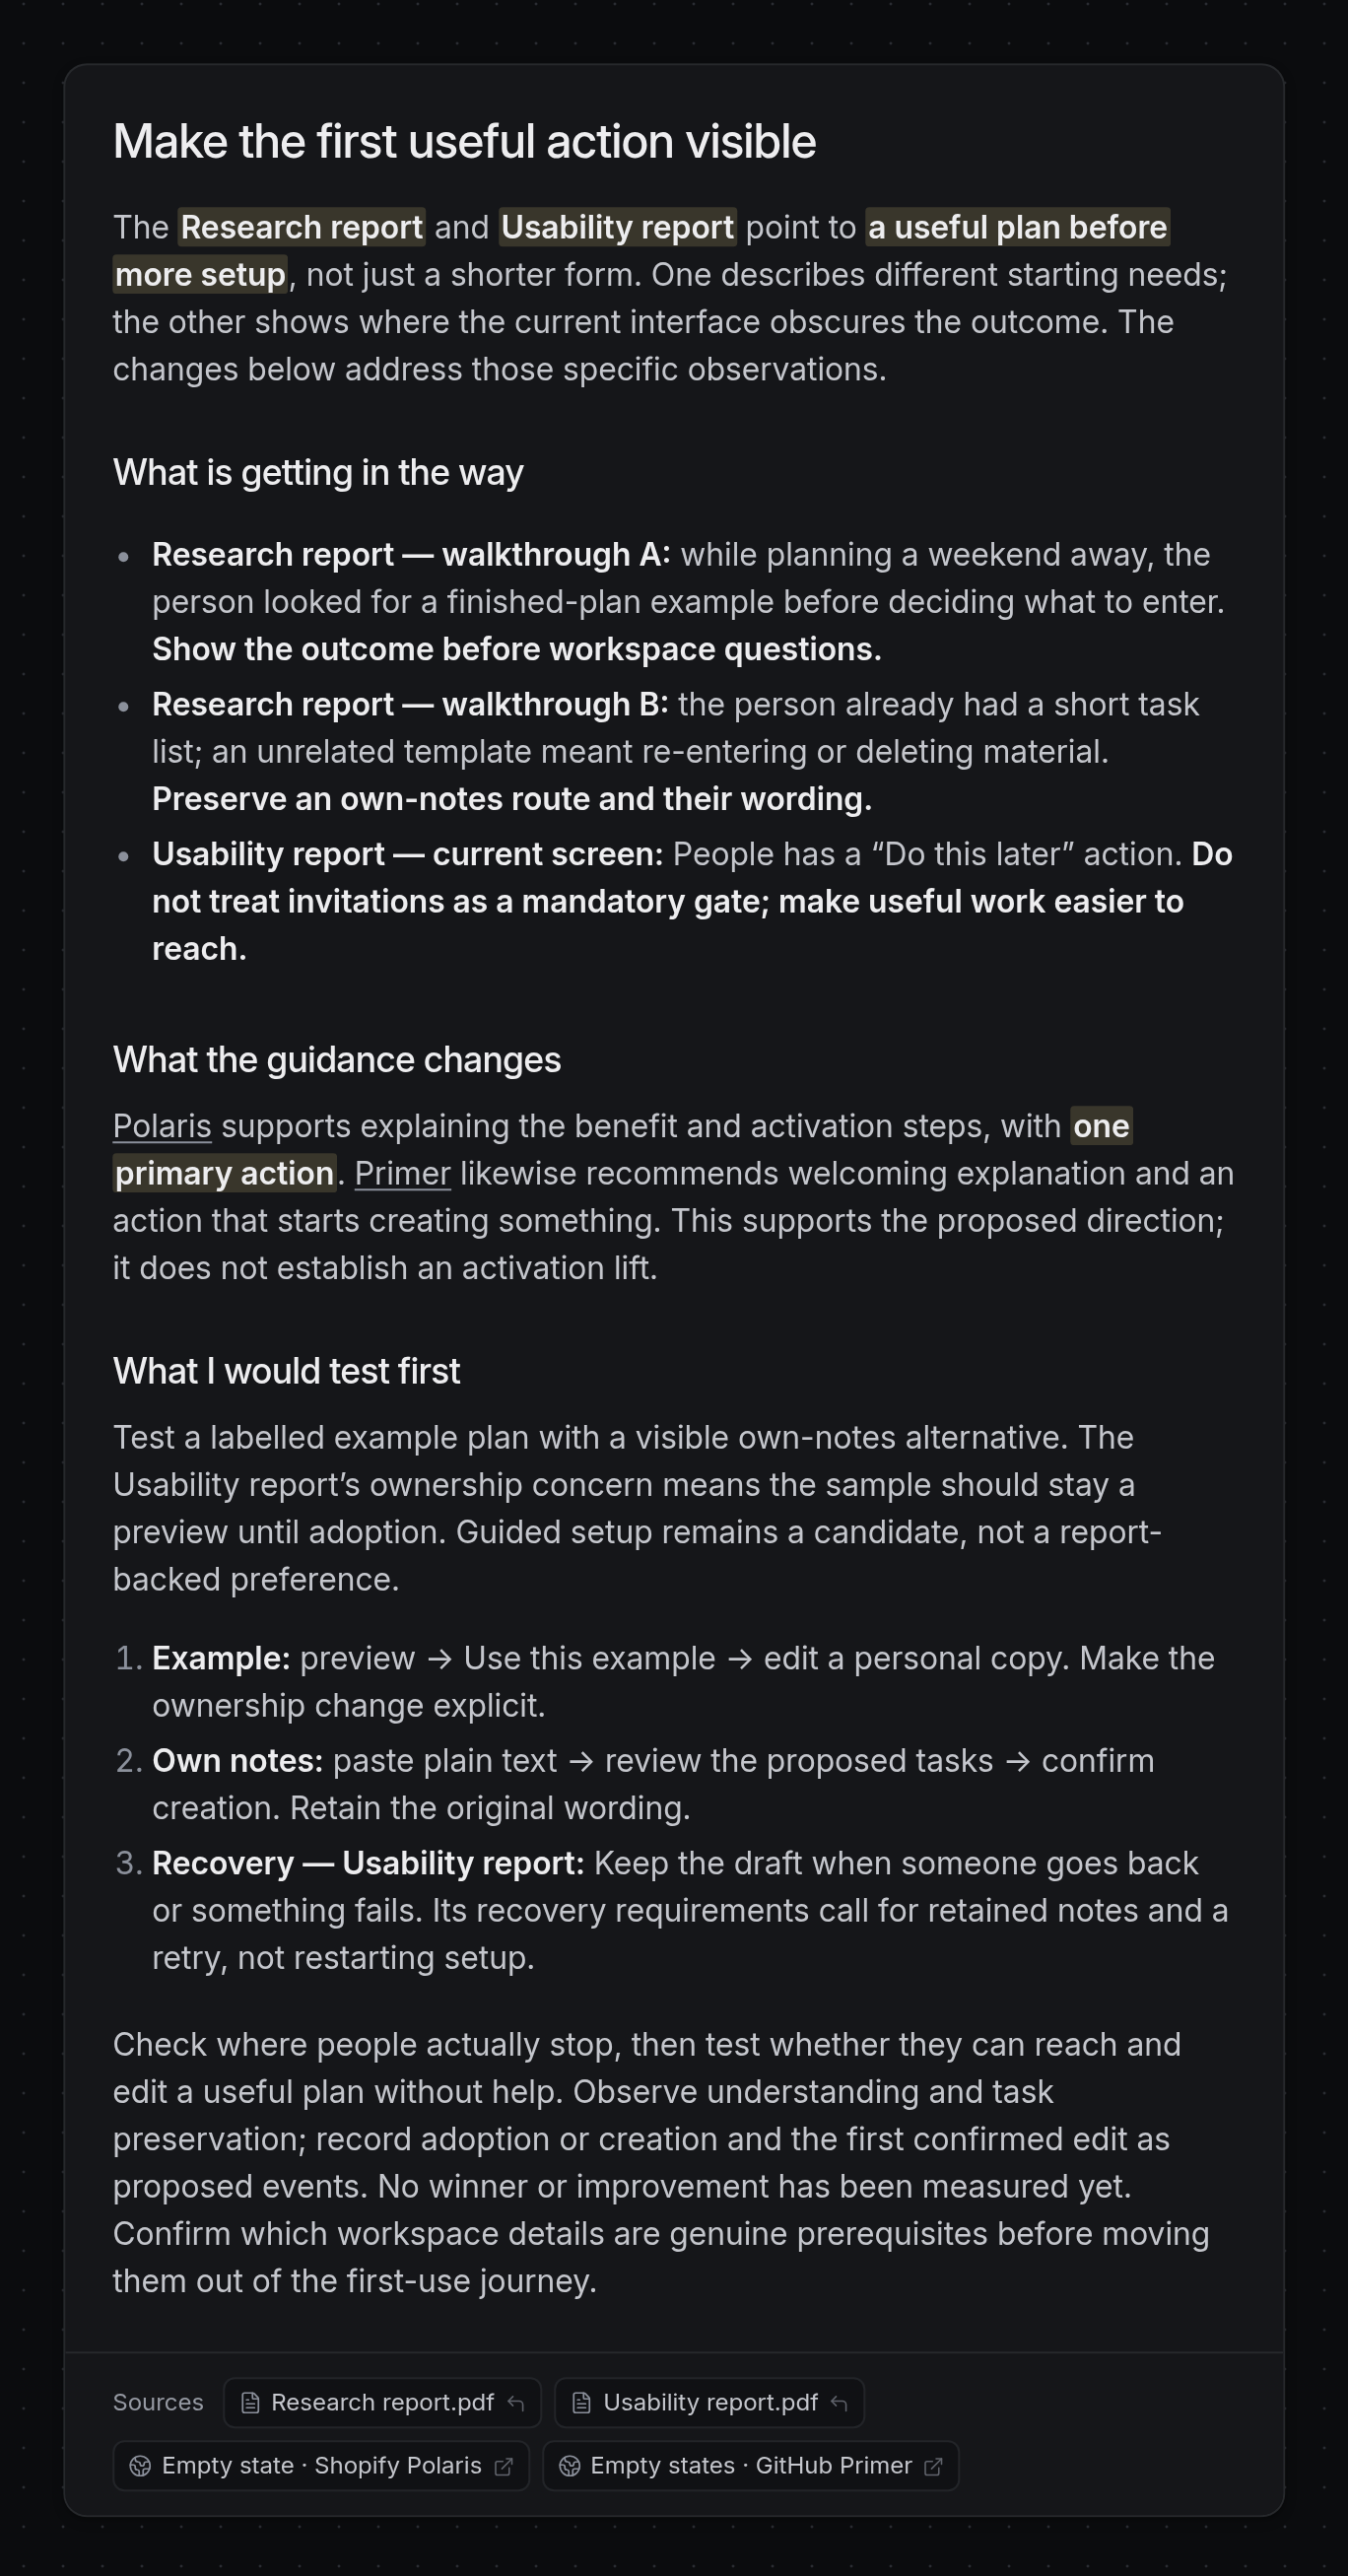 Make the first useful action visible
The Research report and Usability report point to a useful plan before
more setup, not just a shorter form. One describes different starting needs;
the other shows where the current interface obscures the outcome. The
changes below address those specific observations.
What is getting in the way
• Research report — walkthrough A: while planning a weekend away, the
person looked for a finished-plan example before deciding what to enter.
Show the outcome before workspace questions.
• Research report — walkthrough B: the person already had a short task
list; an unrelated template meant re-entering or deleting material.
Preserve an own-notes route and their wording.
• Usability report — current screen: People has a “Do this later” action. Do
not treat invitations as a mandatory gate; make useful work easier to
reach.
What the guidance changes
Polaris supports explaining the benefit and activation steps, with one
primary action. Primer likewise recommends welcoming explanation and an
action that starts creating something. This supports the proposed direction;
it does not establish an activation lift.
What I would test first
Test a labelled example plan with a visible own-notes alternative. The
Usability report’s ownership concern means the sample should stay a
preview until adoption. Guided setup remains a candidate, not a report-
backed preference.
1. Example: preview → Use this example → edit a personal copy. Make the
ownership change explicit.
2. Own notes: paste plain text → review the proposed tasks → confirm
creation. Retain the original wording.
3. Recovery — Usability report: Keep the draft when someone goes back
or something fails. Its recovery requirements call for retained notes and a
retry, not restarting setup.
Check where people actually stop, then test whether they can reach and
edit a useful plan without help. Observe understanding and task
preservation; record adoption or creation and the first confirmed edit as
proposed events. No winner or improvement has been measured yet.
Confirm which workspace details are genuine prerequisites before moving
them out of the first-use journey.
Sources Research report.pdf Usability report.pdf
Empty state · Shopify Polaris Empty states · GitHub Primer